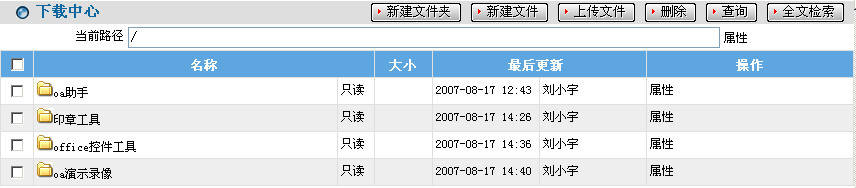 下载中心 新建文件夹 新建文件 上传文件 删除 查询 全文检索
当前路径 / 属性
名称 大小 最后更新 操作
oa助手 只读 2007-08-17 12:43 刘小宇 属性
印章工具 只读 2007-08-17 14:26 刘小宇 属性
office控件工具 只读 2007-08-17 14:36 刘小宇 属性
oa演示录像 只读 2007-08-17 14:40 刘小宇 属性